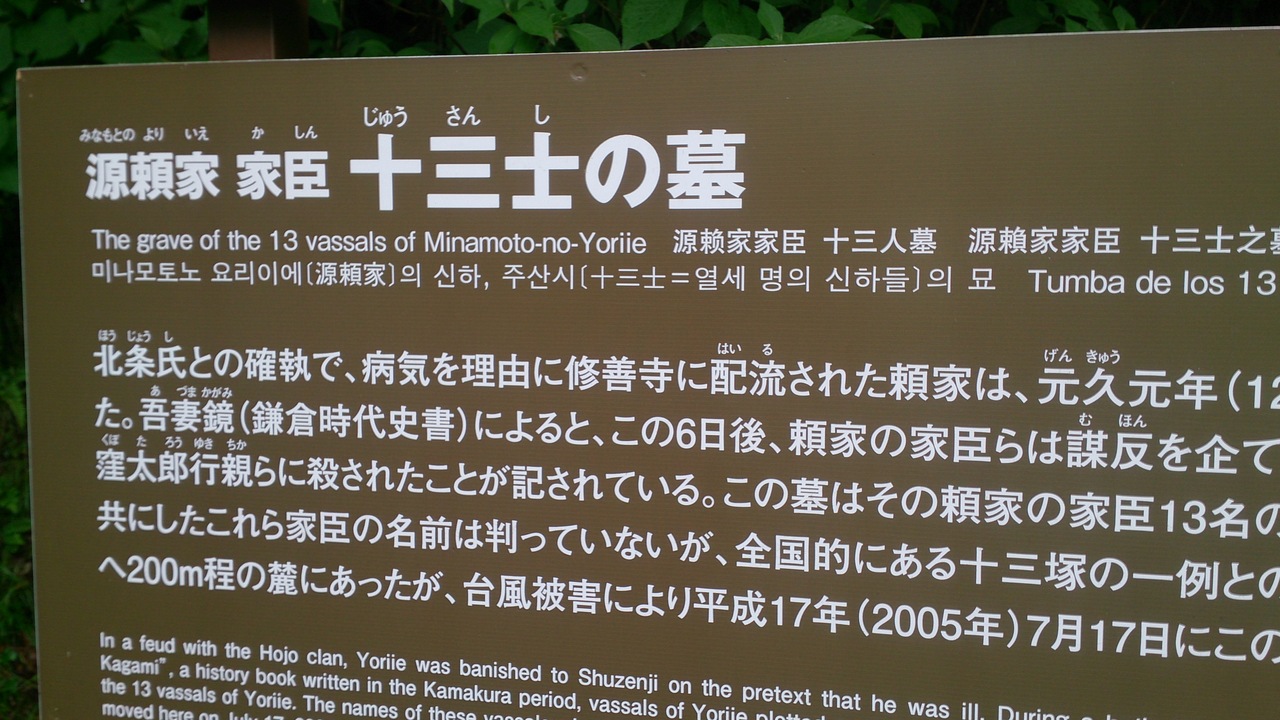 みなもとの より いえ か しん じゅう さん し
源頼家 家臣 十三士の墓
The grave of the 13 vassals of Minamoto-no-Yoriie 源赖家家臣 十三人墓 源賴家家臣 十三士之墓
미나모토노 요리이에〔源頼家〕의 신하, 주산시〔十三士=열세 명의 신하들〕의 묘 Tumba de los 13
ほう じょう し はい る げん きゅう
北条氏との確執で、病気を理由に修善寺に配流された頼家は、元久元年(12
あ づま かがみ む ほん
た。吾妻鏡(鎌倉時代史書)によると、この6日後、頼家の家臣らは謀反を企て
くぼ た ろう ゆき ちか
窪太郎行親らに殺されたことが記されている。この墓はその頼家の家臣13名の
共にしたこれら家臣の名前は判っていないが、全国的にある十三塚の一例との
へ200m程の麓にあったが、台風被害により平成17年(2005年)7月17日にこの
In a feud with the Hojo clan, Yoriie was banished to Shuzenji on the pretext that he was ill. During a
Kagami", a history book written in the Kamakura period, vassals of Yoriie plotted
the 13 vassals of Yoriie. The names of these
moved here on July 17,